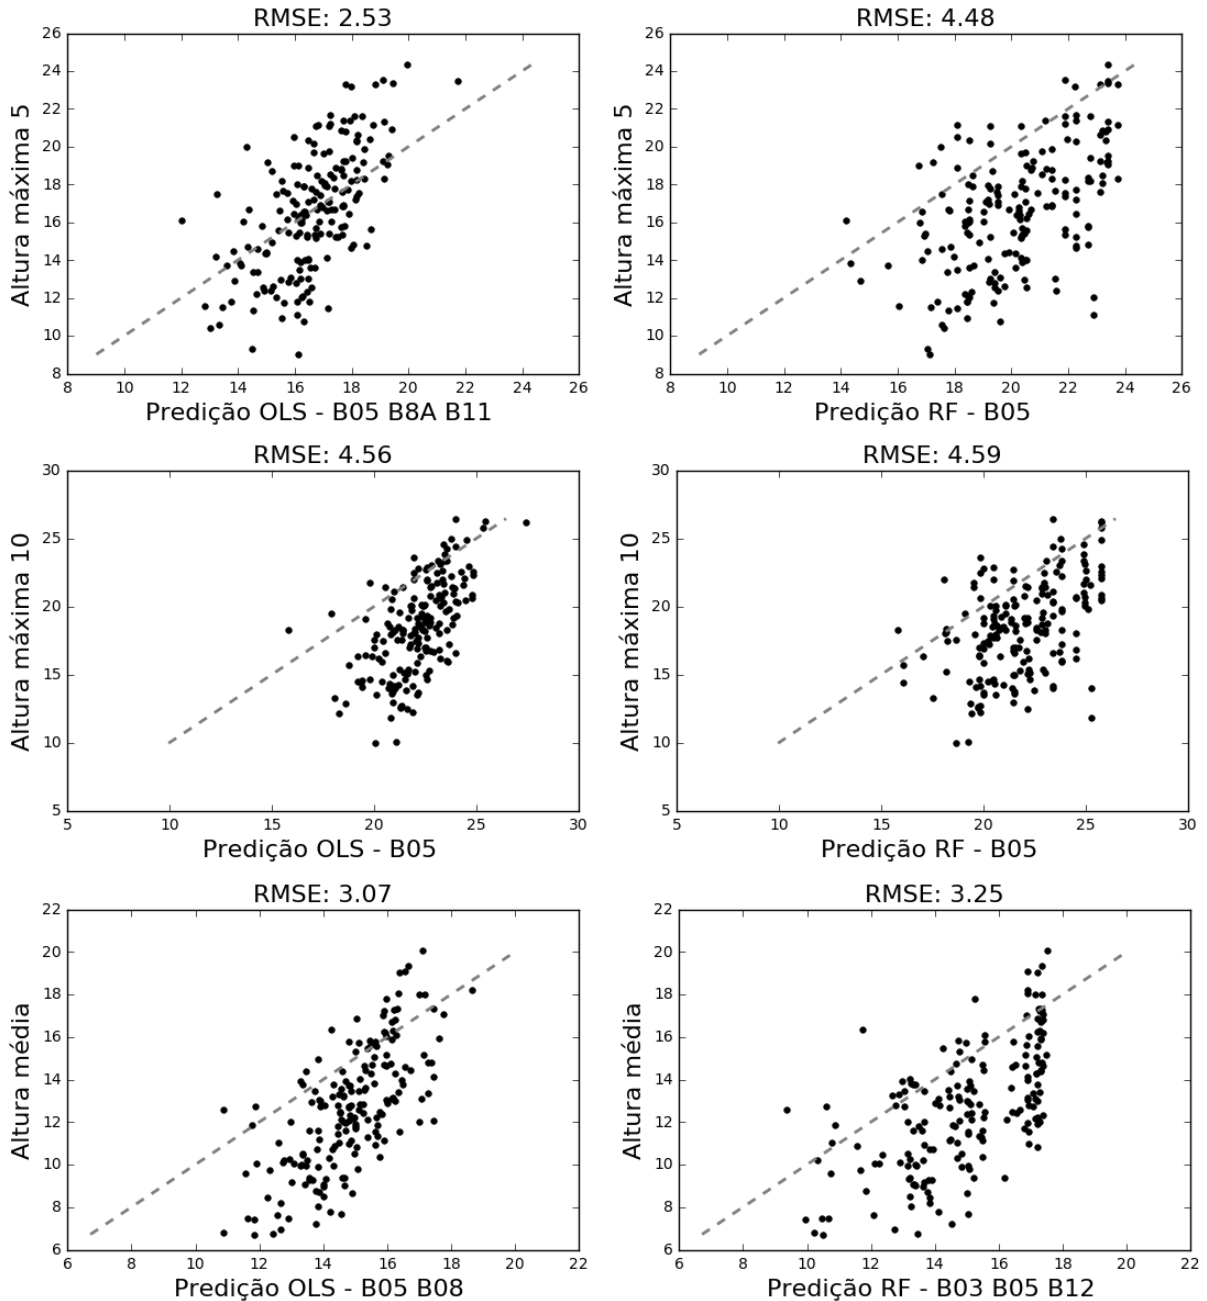 RMSE: 2.53
26
24
22
20
18
16
14
12
10
8
Altura máxima 5
8 10 12 14 16 18 20 22 24 26
Predição OLS - B05 B8A B11
RMSE: 4.48
26
24
22
20
18
16
14
12
10
8
Altura máxima 5
8 10 12 14 16 18 20 22 24 26
Predição RF - B05
RMSE: 4.56
30
25
20
15
10
5
Altura máxima 10
5 10 15 20 25 30
Predição OLS - B05
RMSE: 4.59
30
25
20
15
10
5
Altura máxima 10
5 10 15 20 25 30
Predição RF - B05
RMSE: 3.07
22
20
18
16
14
12
10
8
6
Altura média
6 8 10 12 14 16 18 20 22
Predição OLS - B05 B08
RMSE: 3.25
22
20
18
16
14
12
10
8
6
Altura média
6 8 10 12 14 16 18 20 22
Predição RF - B03 B05 B12